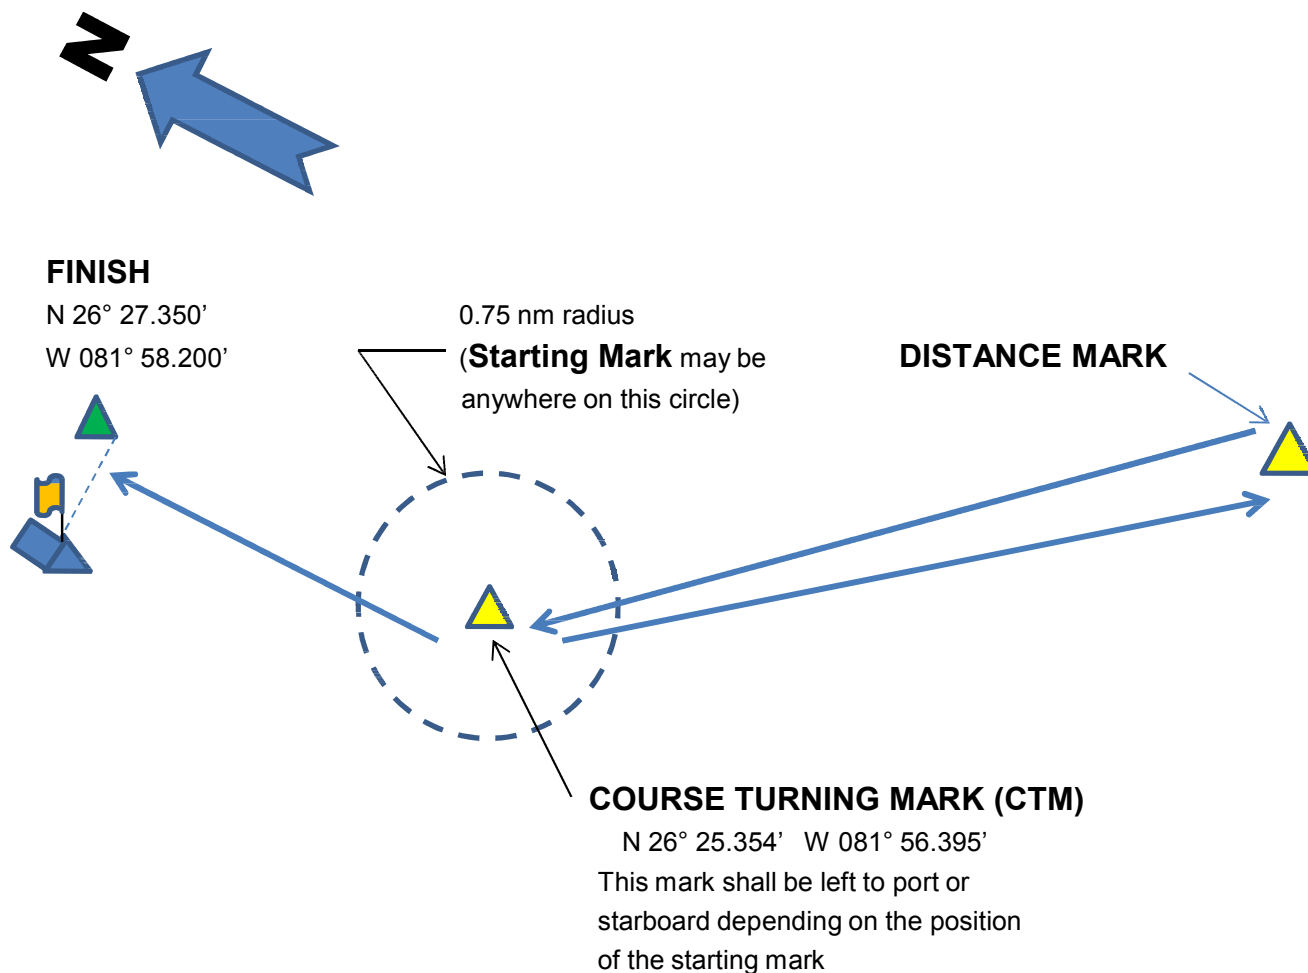 N
FINISH
N 26° 27.350’
W 081° 58.200’
0.75 nm radius
(Starting Mark may be
anywhere on this circle)
DISTANCE MARK
COURSE TURNING MARK (CTM)
N 26° 25.354’   W 081° 56.395’
This mark shall be left to port or
starboard depending on the position
of the starting mark